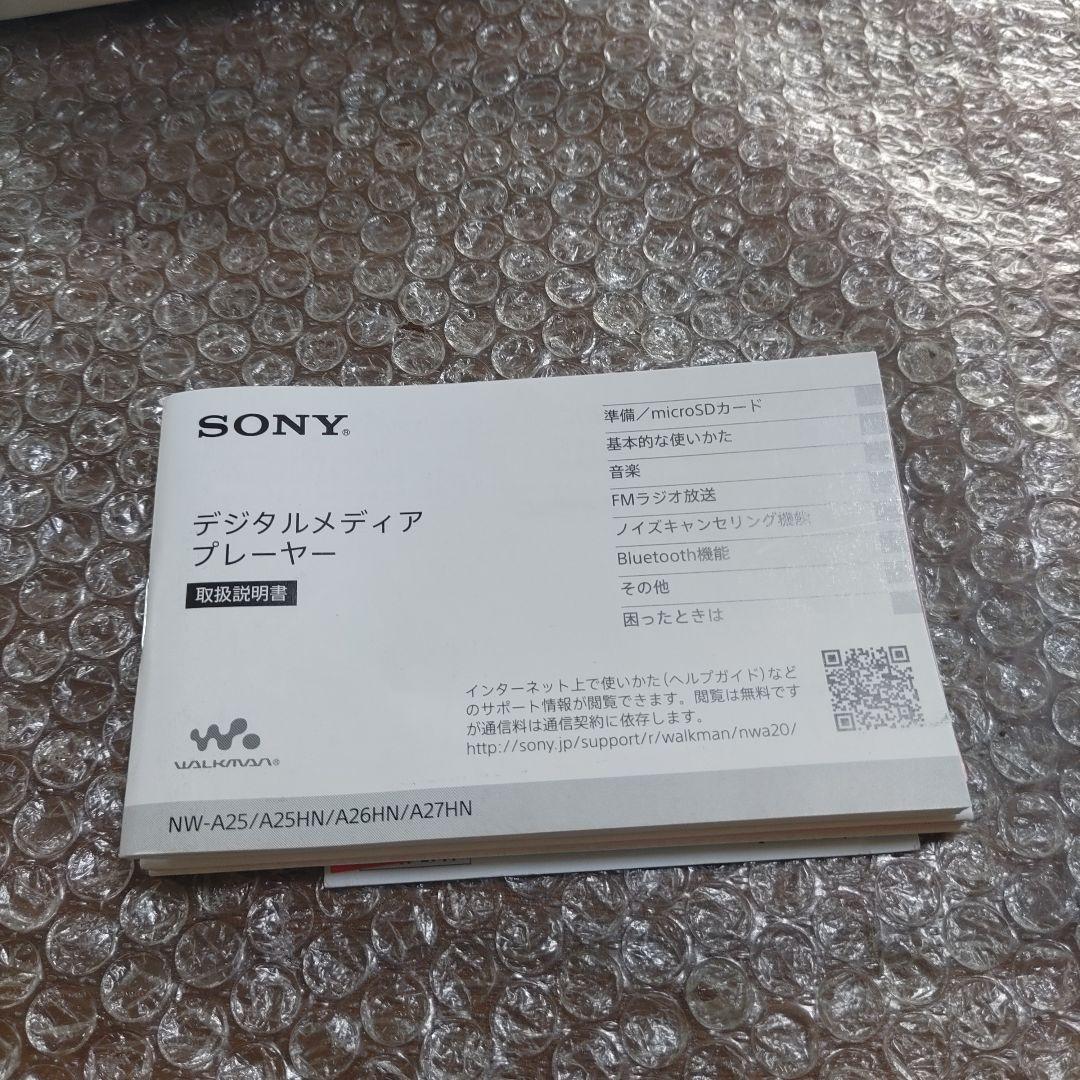 SONY®
デジタルメディア
プレーヤー
取扱説明書
WALKMAN®
準備／microSDカード
基本的な使いかた
音楽
FMラジオ放送
ノイズキャンセリング機能
Bluetooth機能
その他
困ったときは
インターネット上で使いかた（ヘルプガイド）など
のサポート情報が閲覧できます。閲覧は無料です
が通信料は通信契約に依存します。
http://sony.jp/support/r/walkman/nwa20/
NW-A25/A25HN/A26HN/A27HN